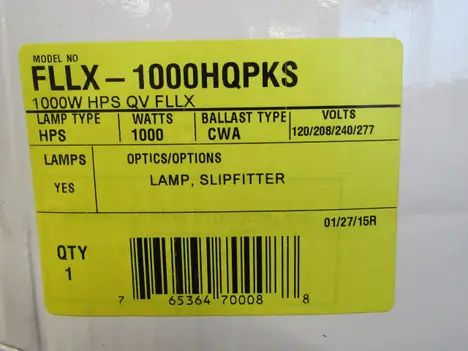 MODEL NO
FLLX-1000HQPKS
1000W HPS QV FLLX
LAMP TYPE WATTS BALLAST TYPE VOLTS
HPS 1000 CWA 120/208/240/277
LAMPS OPTICS/OPTIONS
YES LAMP, SLIPFITTER
01/27/15R
QTY
1
7 65364 70008 8